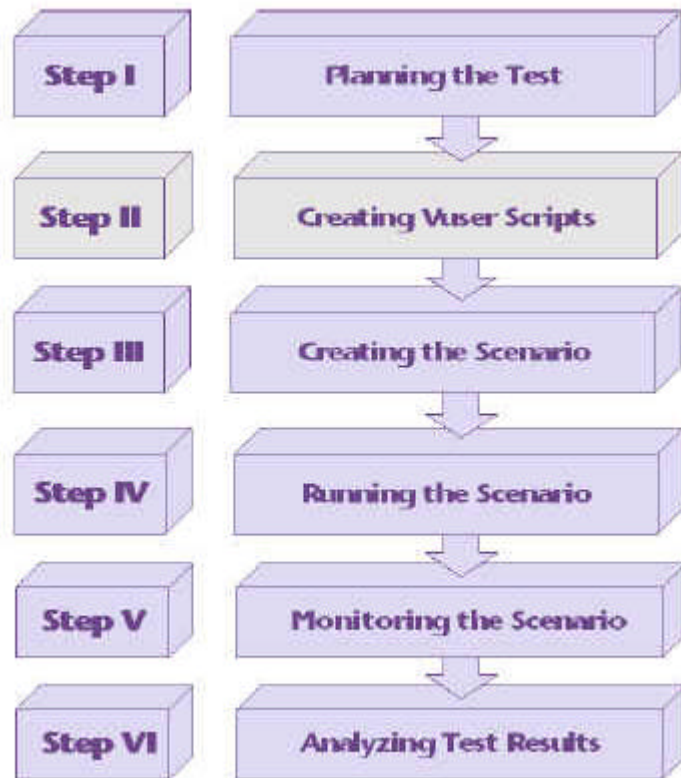 Step I
Planning the Test
Step II
Creating Vuser Scripts
Step III
Creating the Scenario
Step IV
Running the Scenario
Step V
Monitoring the Scenario
Step VI
Analyzing Test Results